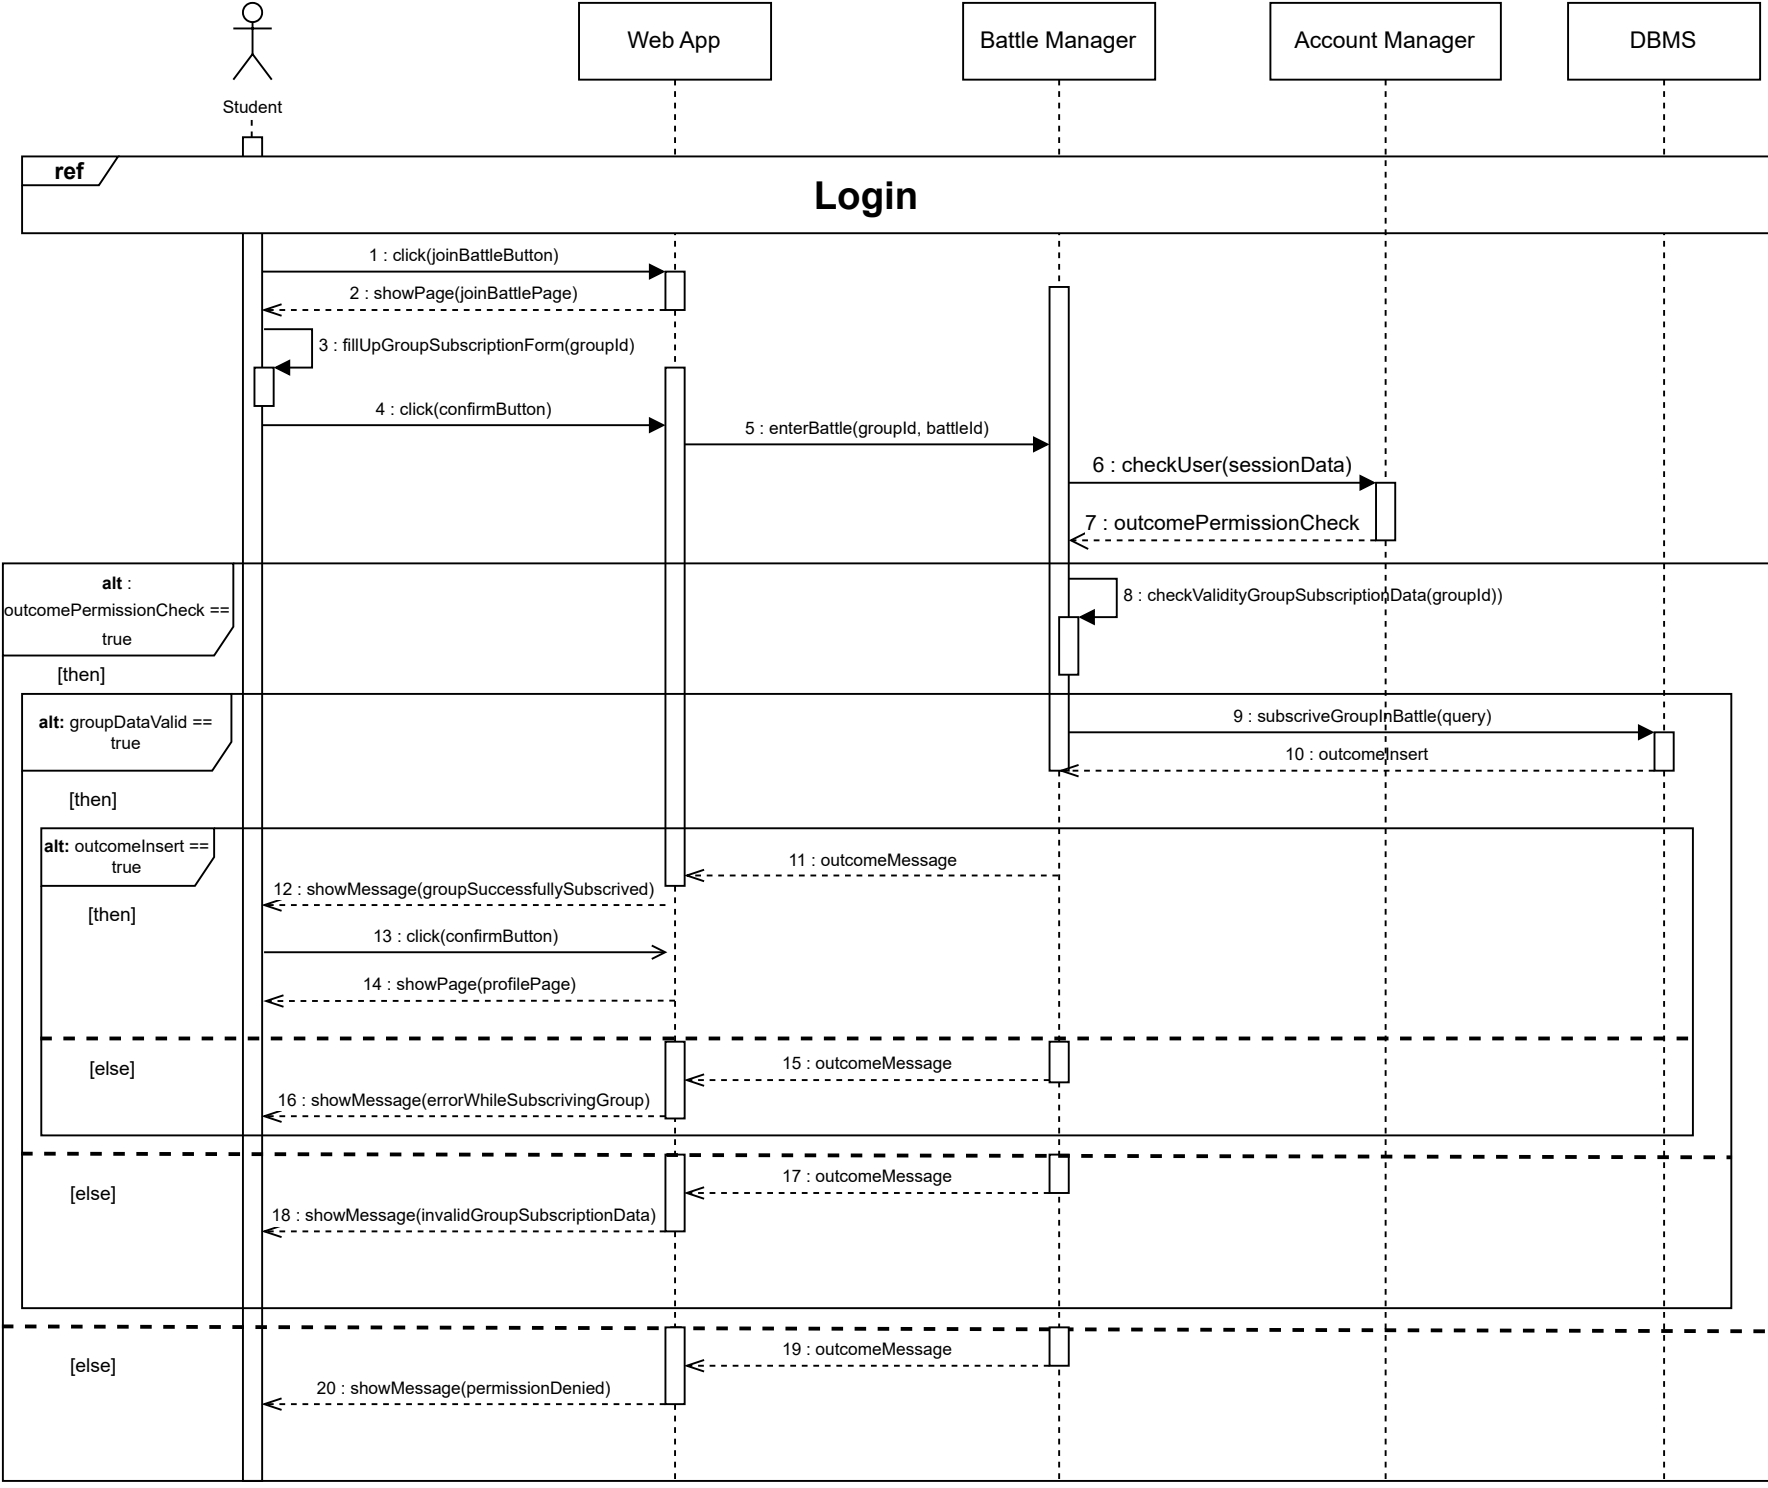 Web App
Battle Manager
Account Manager
DBMS
Student
ref
Login
1 : click(joinBattleButton)
2 : showPage(joinBattlePage)
3 : fillUpGroupSubscriptionForm(groupId)
4 : click(confirmButton)
5 : enterBattle(groupId, battleId)
6 : checkUser(sessionData)
7 : outcomePermissionCheck
alt :
outcomePermissionCheck ==
true
8 : checkValidityGroupSubscriptionData(groupId))
[then]
alt: groupDataValid ==
true
9 : subscriveGroupInBattle(query)
10 : outcomeInsert
[then]
alt: outcomeInsert ==
true
11 : outcomeMessage
12 : showMessage(groupSuccessfullySubscrived)
[then]
13 : click(confirmButton)
14 : showPage(profilePage)
[else]
15 : outcomeMessage
16 : showMessage(errorWhileSubscrivingGroup)
17 : outcomeMessage
[else]
18 : showMessage(invalidGroupSubscriptionData)
19 : outcomeMessage
[else]
20 : showMessage(permissionDenied)